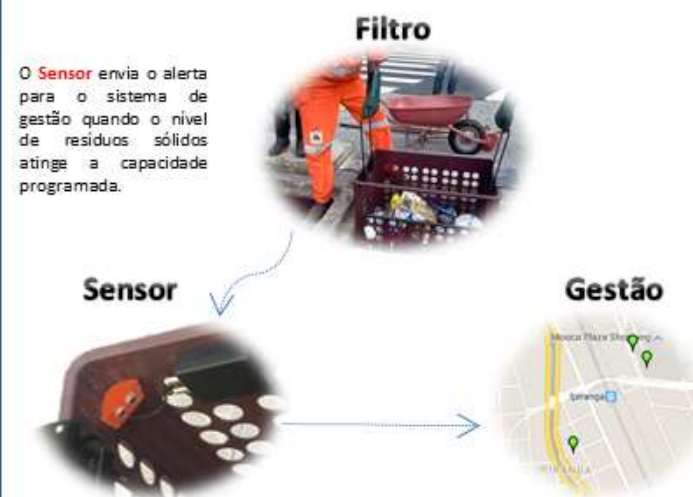 Filtro
O Sensor envia o alerta
para o sistema de
gestão quando o nível
de resíduos sólidos
atinge a capacidade
programada.
Sensor
Gestão
Mooca Plaza Shopping
Ipiranga
IPIRANGA